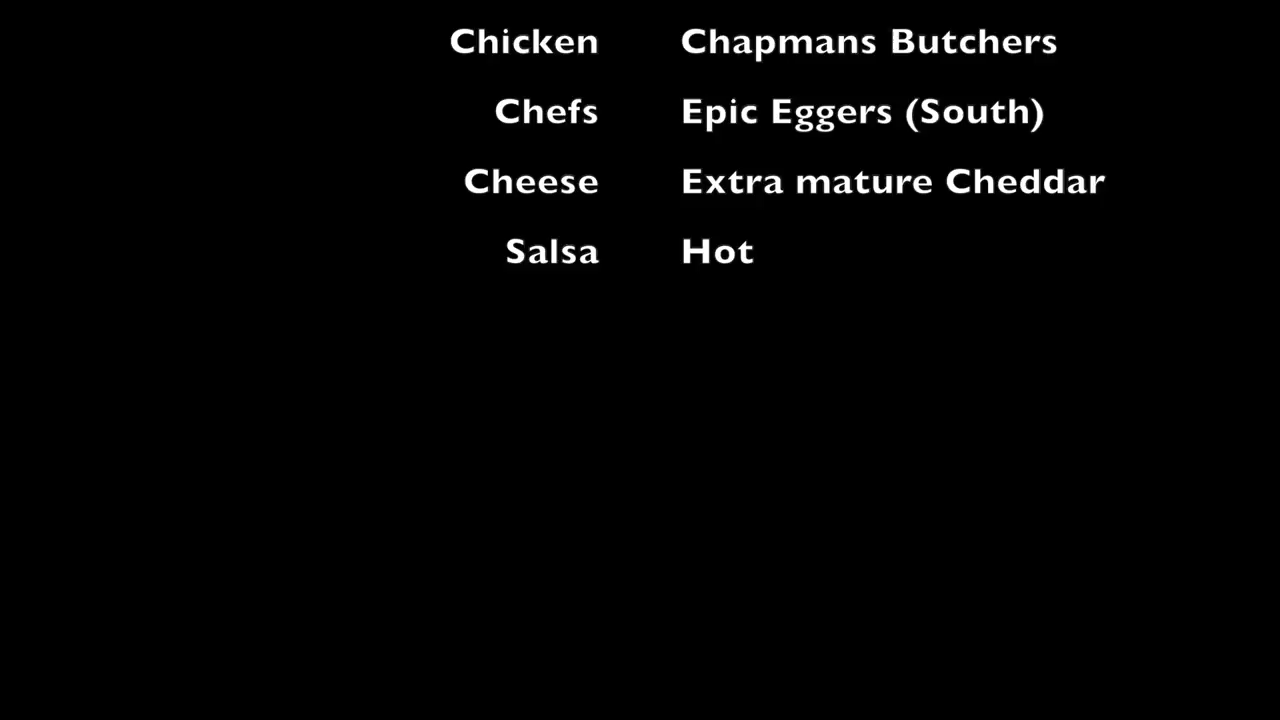 Chicken Chapmans Butchers
Chefs Epic Eggers (South)
Cheese Extra mature Cheddar
Salsa Hot